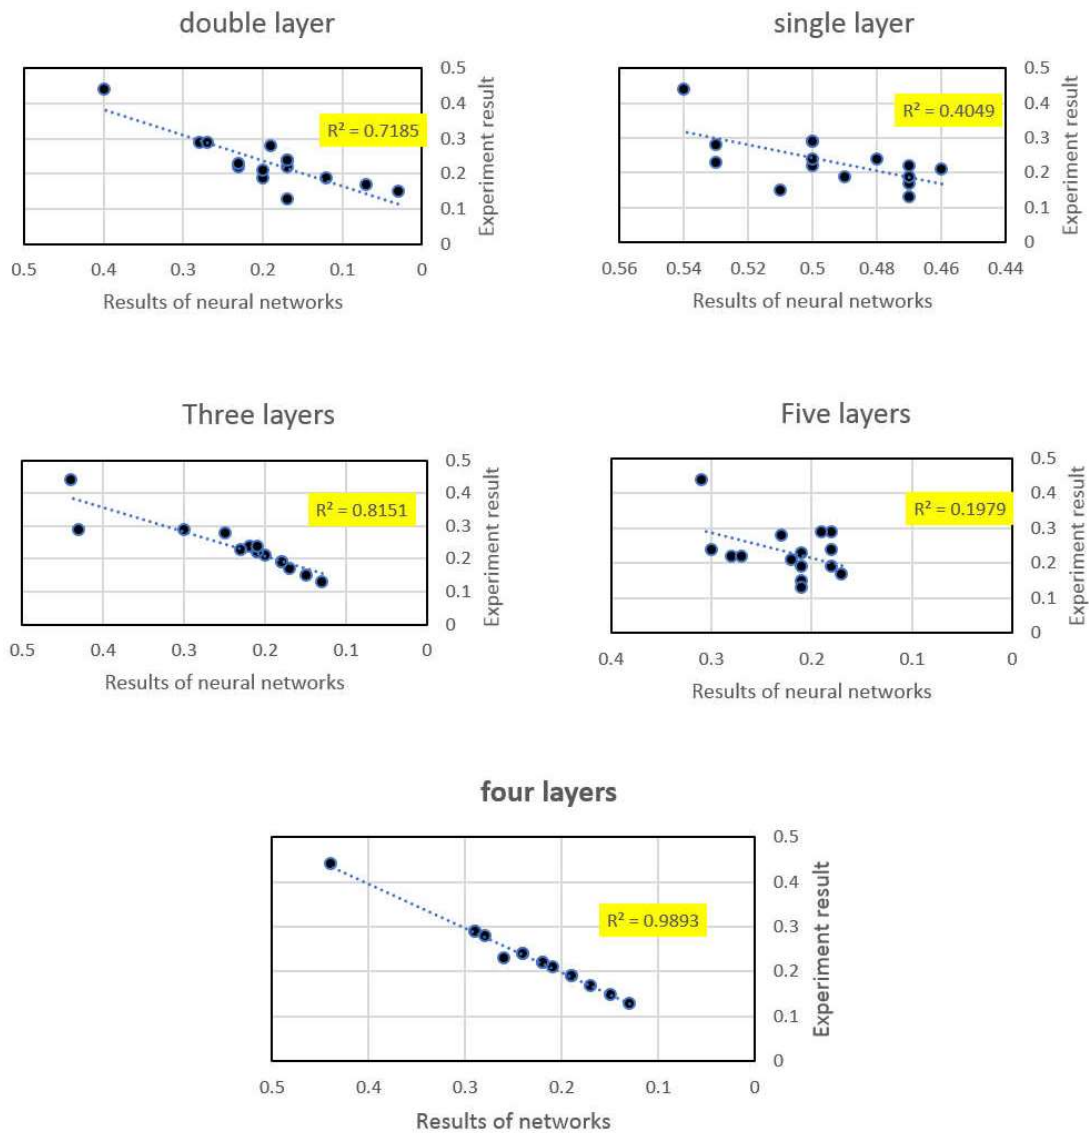 double layer
0.5
0.4
0.3
0.2
0.1
0
R² = 0.7185
Experiment result
0.5 0.4 0.3 0.2 0.1 0
Results of neural networks
single layer
0.5
0.4
0.3
0.2
0.1
0
R² = 0.4049
Experiment result
0.56 0.54 0.52 0.5 0.48 0.46 0.44
Results of neural networks
Three layers
0.5
0.4
0.3
0.2
0.1
0
R² = 0.8151
Experiment result
0.5 0.4 0.3 0.2 0.1 0
Results of neural networks
Five layers
0.5
0.4
0.3
0.2
0.1
0
R² = 0.1979
Experiment result
0.4 0.3 0.2 0.1 0
Results of neural networks
four layers
0.5
0.4
0.3
0.2
0.1
0
R² = 0.9893
Experiment result
0.5 0.4 0.3 0.2 0.1 0
Results of networks